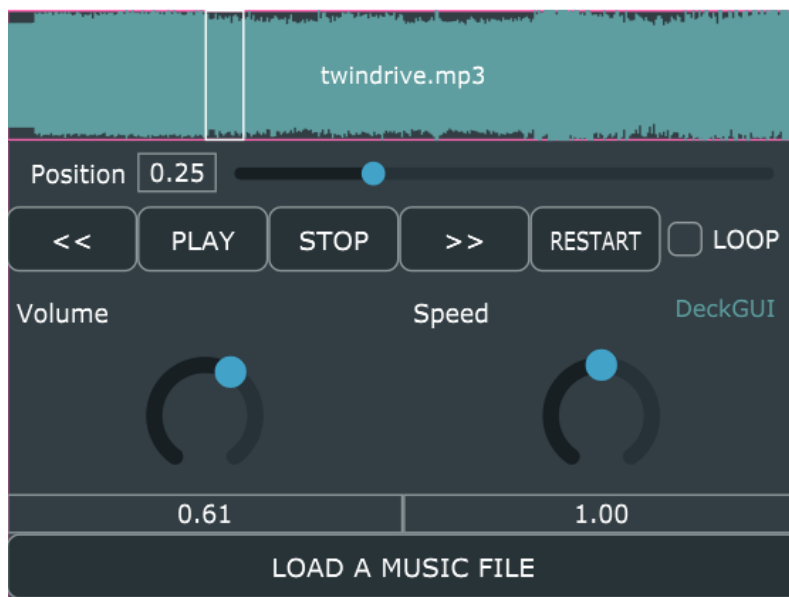 twindrive.mp3
Position 0.25
<< PLAY STOP >> RESTART LOOP
Volume Speed DeckGUI
0.61 1.00
LOAD A MUSIC FILE